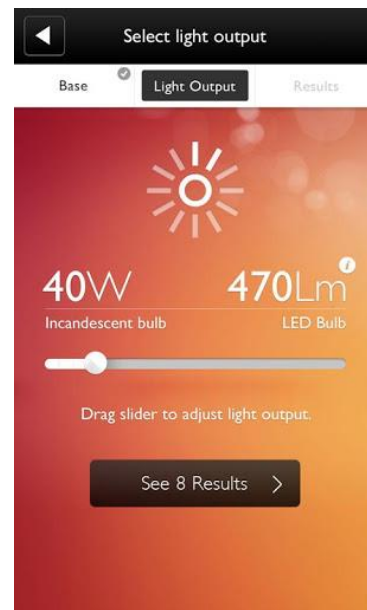 Select light output
Base Light Output Results
40W 470Lm i
Incandescent bulb LED Bulb
Drag slider to adjust light output.
See 8 Results